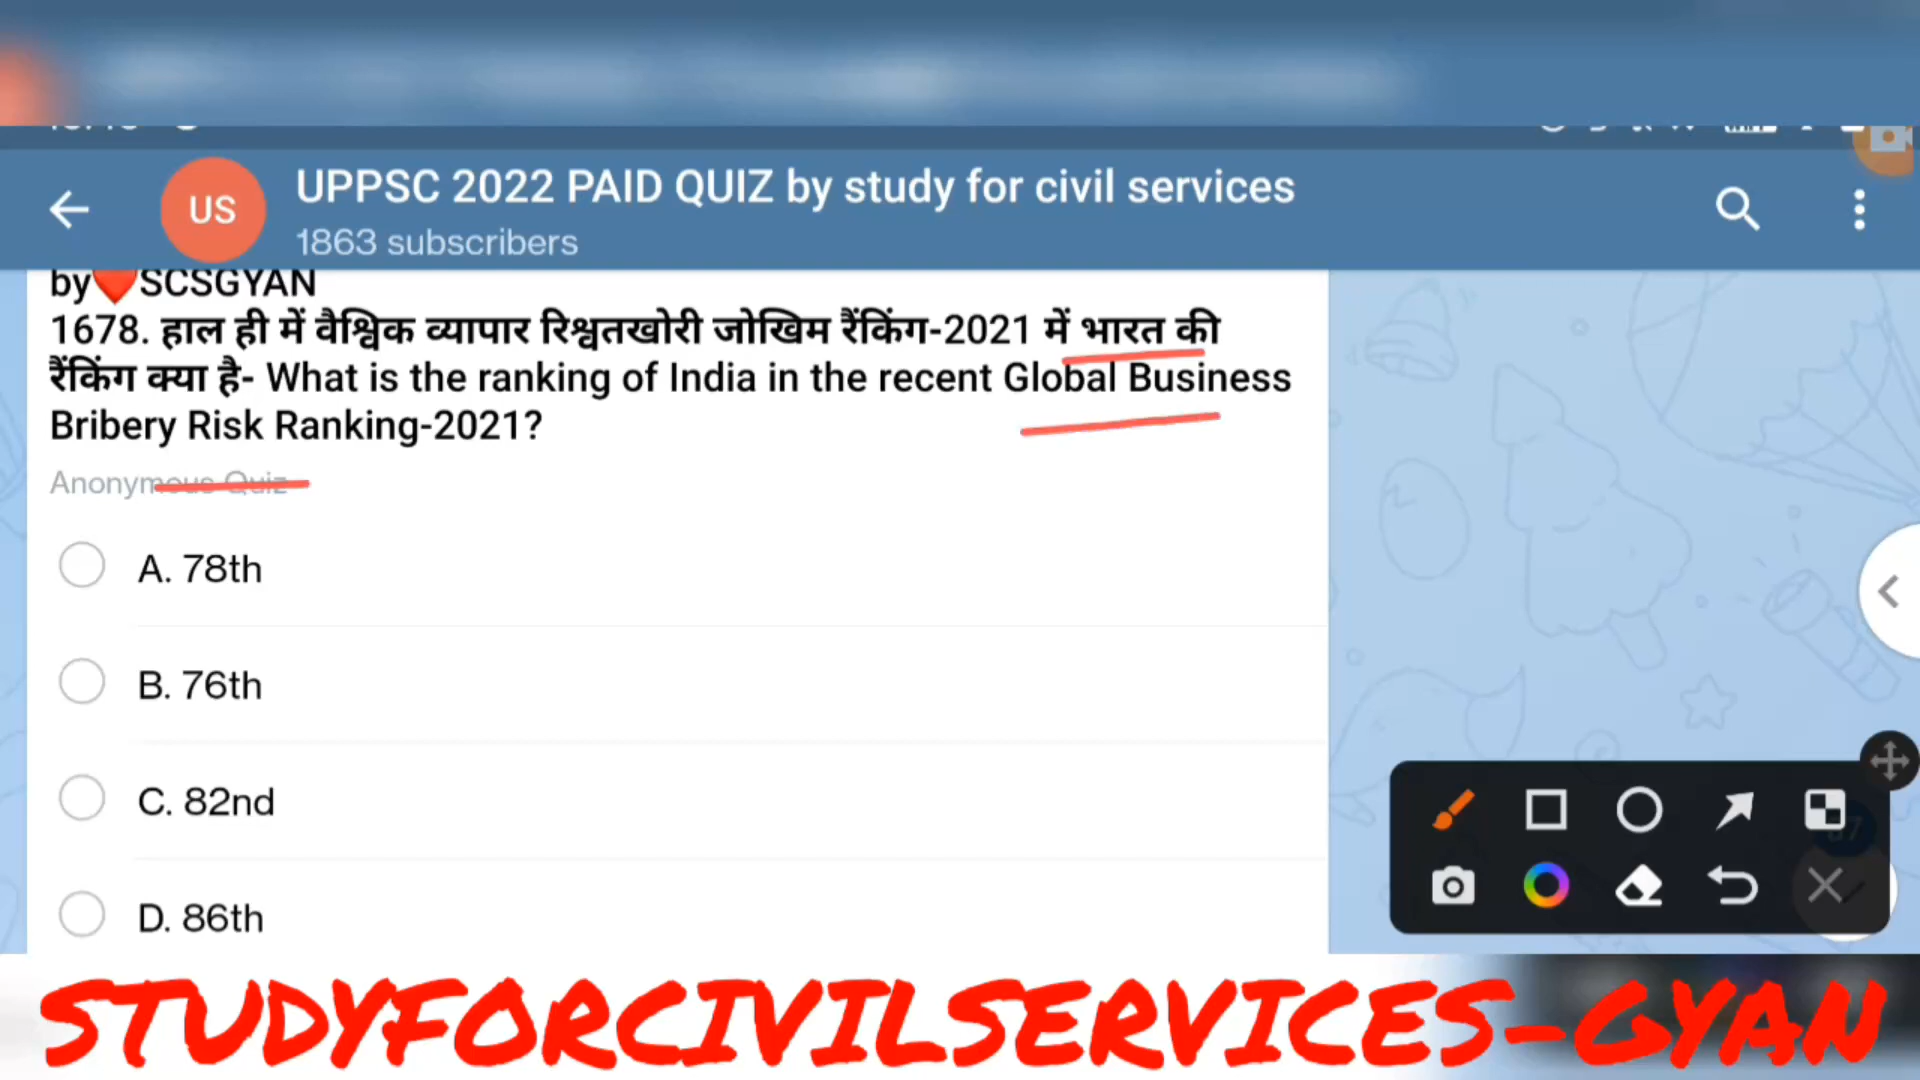 UPPSC 2022 PAID QUIZ by study for civil services
US
1863 subscribers
by❤SCSGYAN
1678. हाल ही में वैश्विक व्यापार रिश्वतखोरी जोखिम रैंकिंग-2021 में भारत की
रैंकिंग क्या है- What is the ranking of India in the recent Global Business
Bribery Risk Ranking-2021?
Anonymous Quiz
A. 78th
B. 76th
C. 82nd
D. 86th
STUDYFORCIVILSERVICES-GYAN